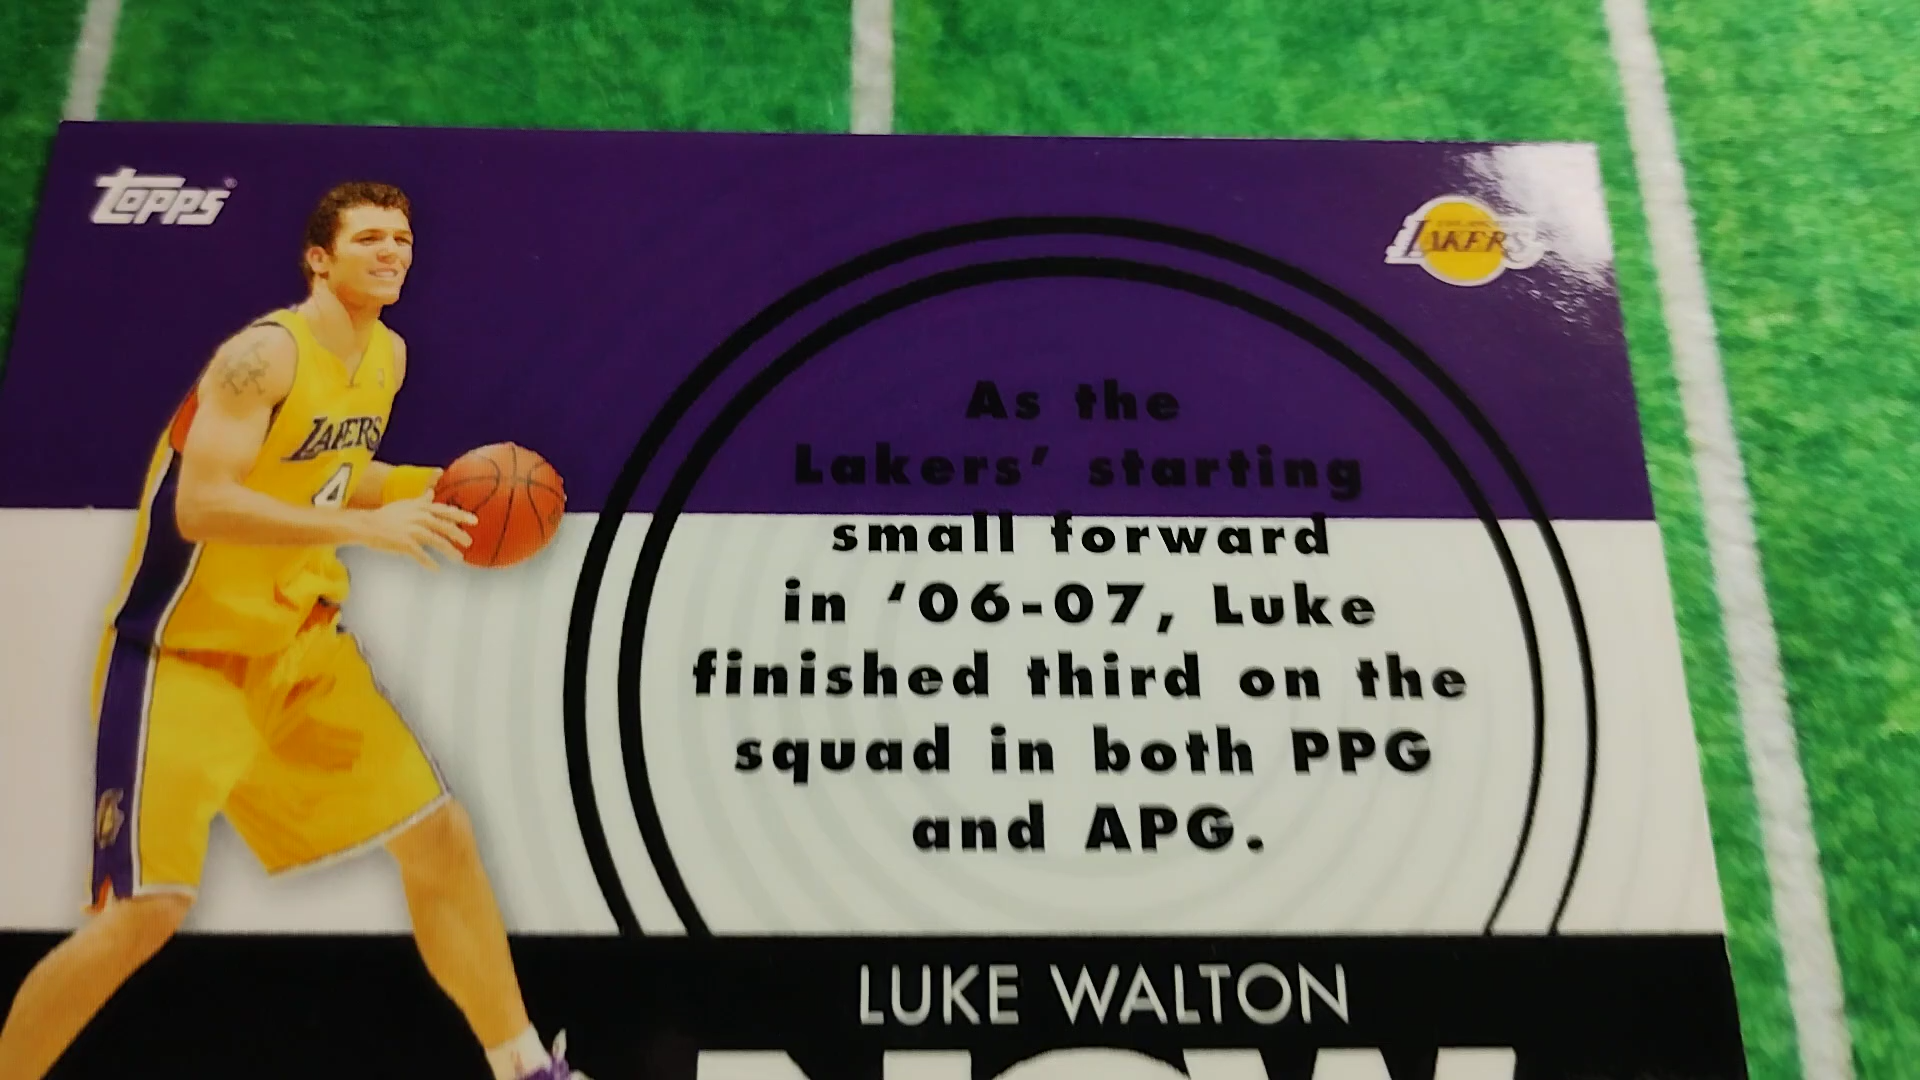 Topps
LAKERS
LAKERS
4
As the
Lakers' starting
small forward
in '06-07, Luke
finished third on the
squad in both PPG
and APG.
LUKE WALTON
NOW